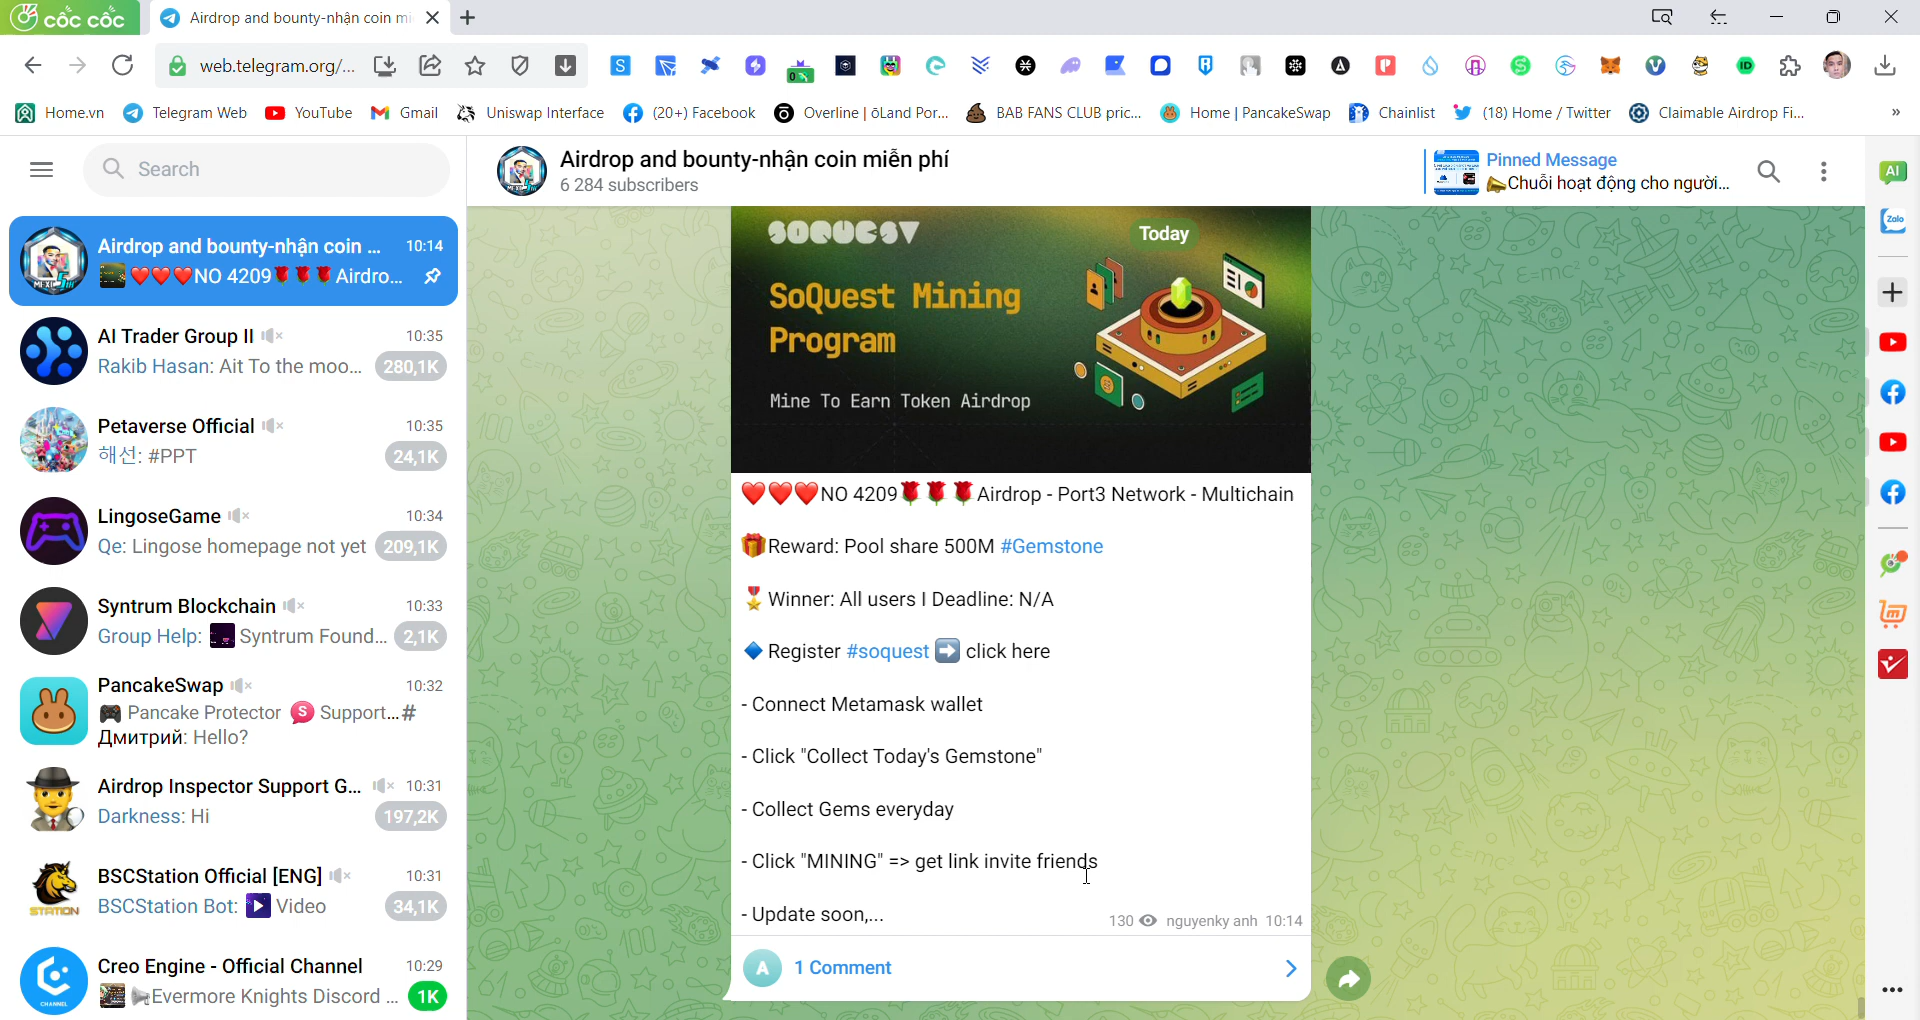 cốc cốc
Airdrop and bounty-nhận coin mi
web.telegram.org/...
Home.vn
Telegram Web
YouTube
Gmail
Uniswap Interface
(20+) Facebook
Overline | ōLand Por...
BAB FANS CLUB pric...
Home | PancakeSwap
Chainlist
(18) Home / Twitter
Claimable Airdrop Fi...
»
Search
Airdrop and bounty-nhận coin ... 10:14
❤️❤️❤️NO 4209🌹🌹🌹Airdro...
AI Trader Group II 10:35
Rakib Hasan: Ait To the moo... 280,1K
Petaverse Official 10:35
해선: #PPT 24,1K
LingoseGame 10:34
Qe: Lingose homepage not yet 209,1K
Syntrum Blockchain 10:33
Group Help: Syntrum Found... 2,1K
PancakeSwap 10:32
🎮 Pancake Protector S Support...#
Дмитрий: Hello?
Airdrop Inspector Support G... 10:31
Darkness: Hi 197,2K
STATION
BSCStation Official [ENG] 10:31
BSCStation Bot: Video 34,1K
CHANNEL
Creo Engine - Official Channel 10:29
Evermore Knights Discord ... 1K
Airdrop and bounty-nhận coin miễn phí
6 284 subscribers
Pinned Message
📣Chuỗi hoạt động cho người...
SOQUEST
Today
SoQuest Mining
Program
Mine To Earn Token Airdrop
❤️❤️❤️NO 4209🌹🌹🌹Airdrop - Port3 Network - Multichain
🎁Reward: Pool share 500M #Gemstone
🎖Winner: All users I Deadline: N/A
🔷Register #soquest ➡️ click here
- Connect Metamask wallet
- Click "Collect Today's Gemstone"
- Collect Gems everyday
- Click "MINING" => get link invite friends
- Update soon,...
130 nguyenky anh 10:14
A
1 Comment
AI
Zalo